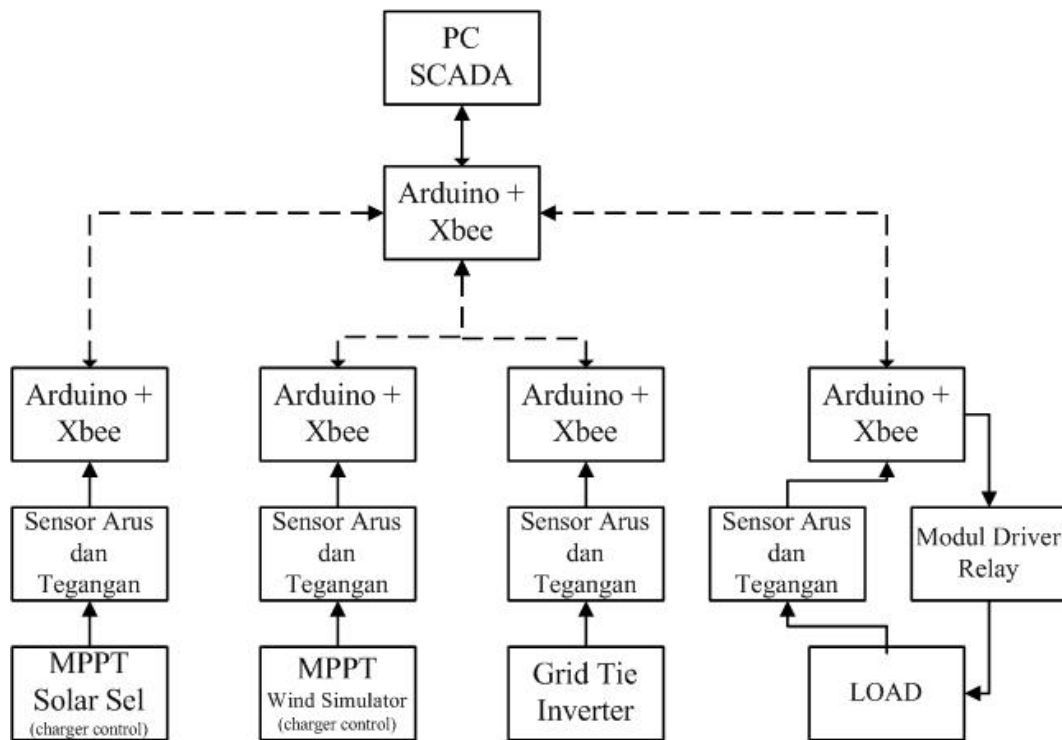 PC
SCADA
Arduino +
Xbee
Arduino +
Xbee
Arduino +
Xbee
Arduino +
Xbee
Arduino +
Xbee
Sensor Arus
dan
Tegangan
Sensor Arus
dan
Tegangan
Sensor Arus
dan
Tegangan
Sensor Arus
dan
Tegangan
Modul Driver
Relay
MPPT
Solar Sel
(charger control)
MPPT
Wind Simulator
(charger control)
Grid Tie
Inverter
LOAD